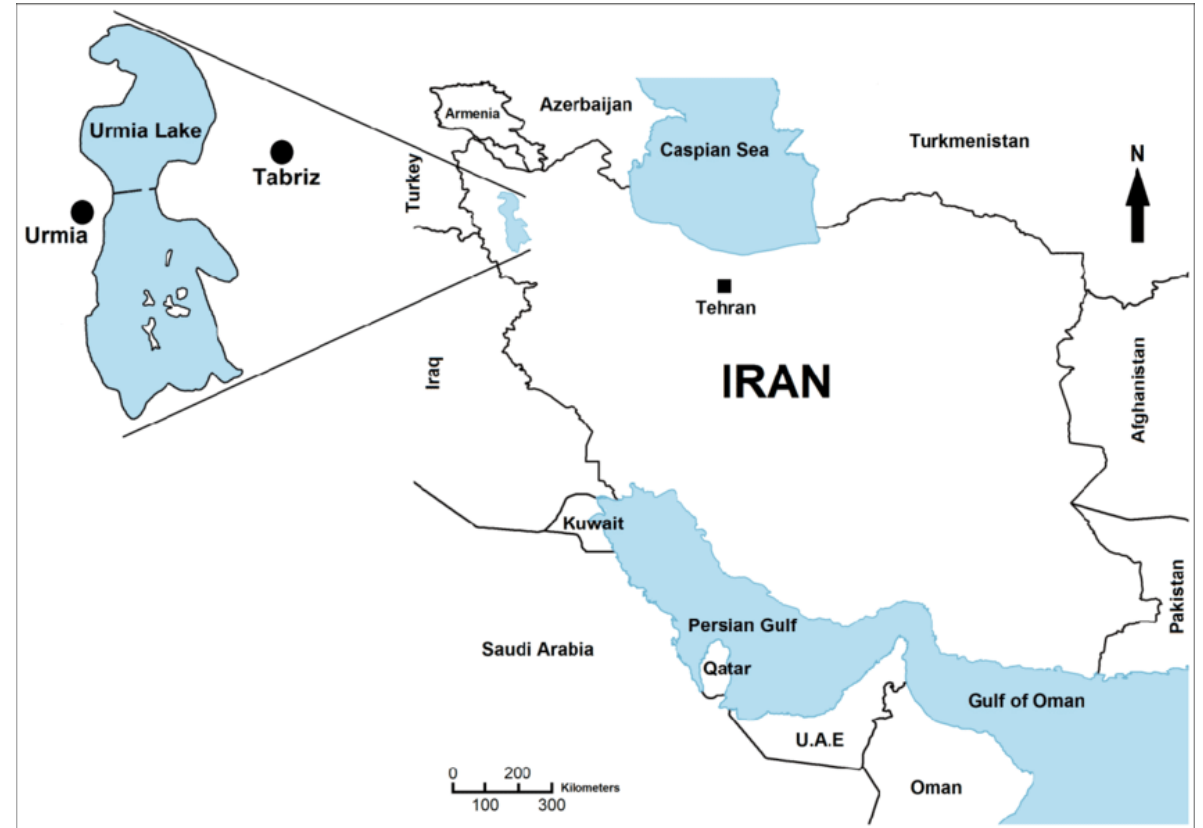 Armenia
Azerbaijan
Urmia Lake
Caspian Sea
Turkmenistan
N
Tabriz
Turkey
Urmia
Tehran
Iraq
IRAN
Afghanistan
Kuwait
Pakistan
Persian Gulf
Saudi Arabia
Qatar
Gulf of Oman
U.A.E
Oman
0 200
Kilometers
100 300